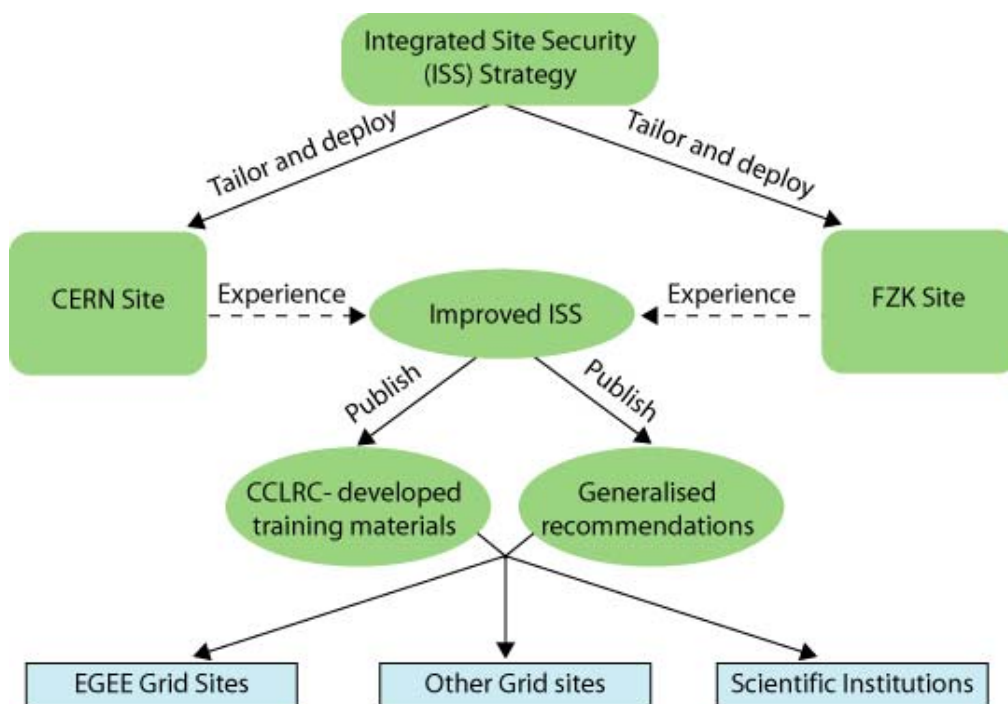 Integrated Site Security
(ISS) Strategy
Tailor and deploy
Tailor and deploy
CERN Site
Experience
Improved ISS
Experience
FZK Site
Publish
Publish
CCLRC- developed
training materials
Generalised
recommendations
EGEE Grid Sites
Other Grid sites
Scientific Institutions